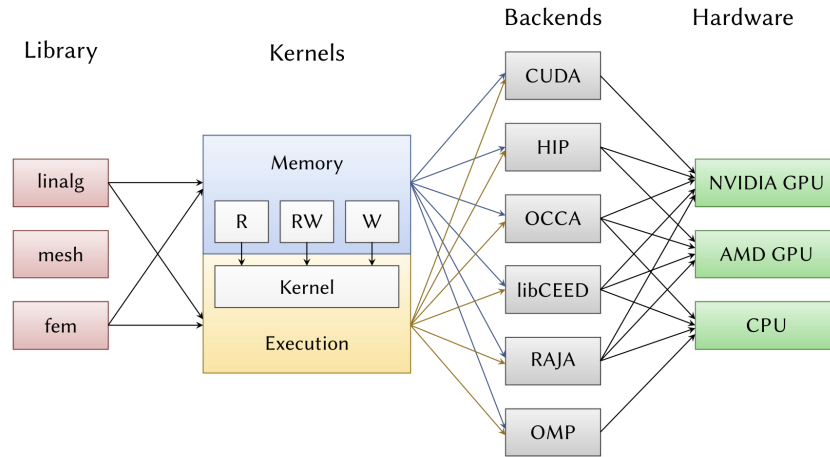 Library
Kernels
Backends
Hardware
linalg
mesh
fem
Memory
R
RW
W
Kernel
Execution
CUDA
HIP
OCCA
libCEED
RAJA
OMP
NVIDIA GPU
AMD GPU
CPU